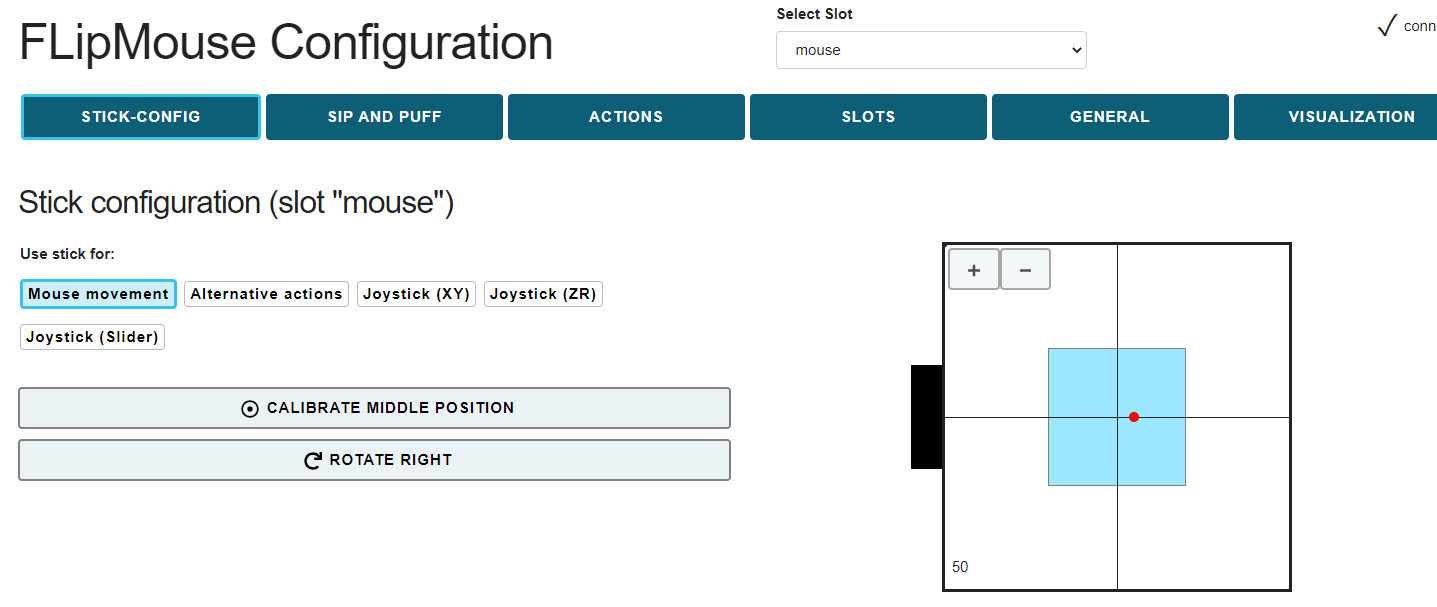 FLipMouse Configuration
Select Slot
mouse
conn
STICK-CONFIG
SIP AND PUFF
ACTIONS
SLOTS
GENERAL
VISUALIZATION
Stick configuration (slot "mouse")
Use stick for:
Mouse movement
Alternative actions
Joystick (XY)
Joystick (ZR)
Joystick (Slider)
CALIBRATE MIDDLE POSITION
ROTATE RIGHT
+
−
50